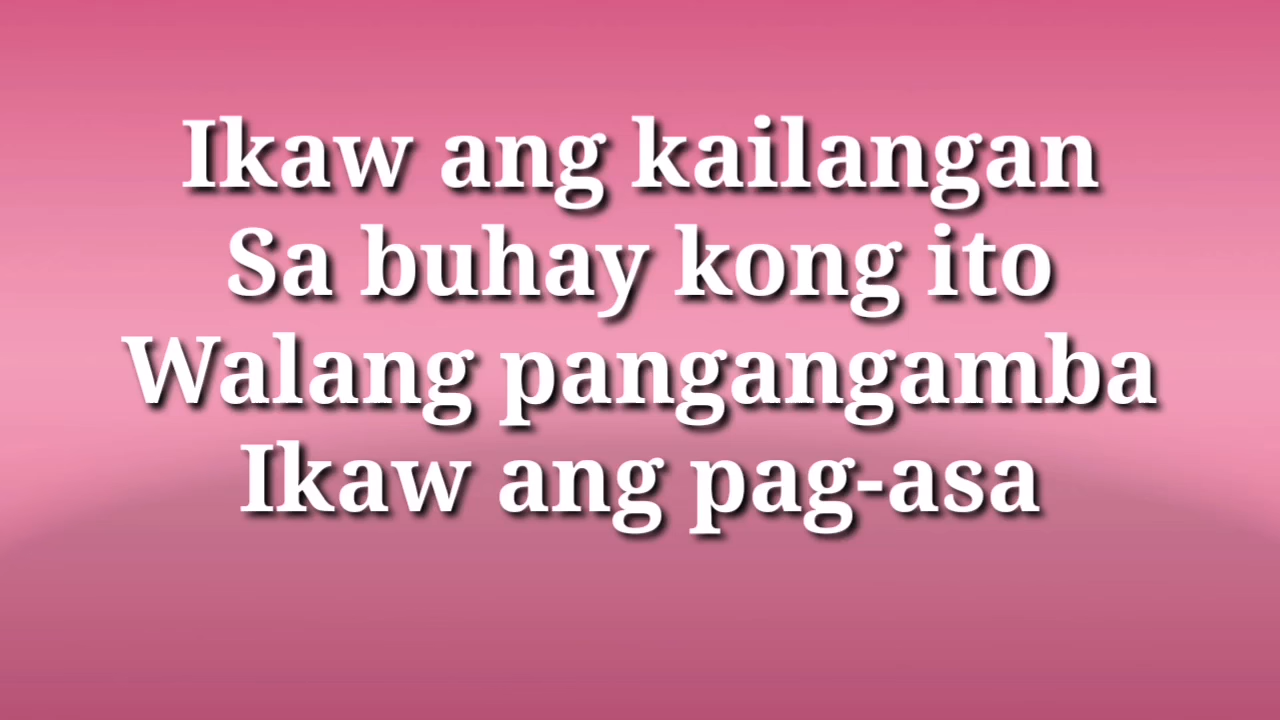 Ikaw ang kailangan
Sa buhay kong ito
Walang pangangamba
Ikaw ang pag-asa